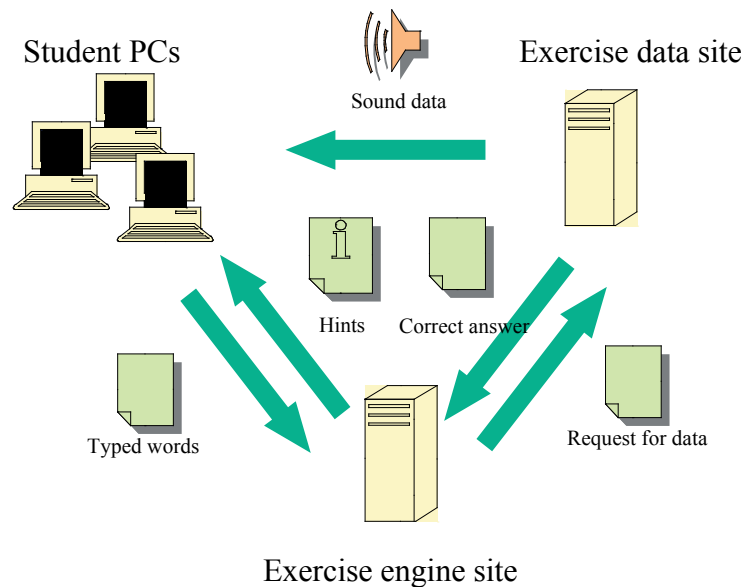 Student PCs
Exercise data site
Sound data
Hints
Correct answer
Typed words
Request for data
Exercise engine site